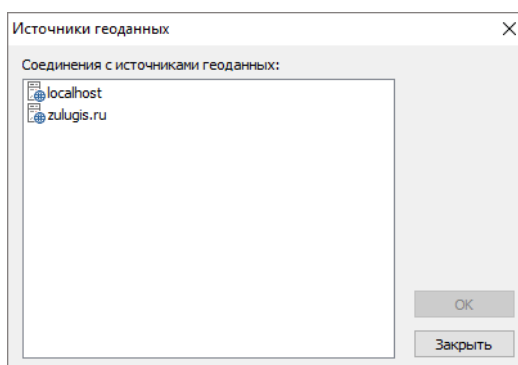 Источники геоданных
Соединения с источниками геоданных:
localhost
zulugis.ru
OK
Закрыть